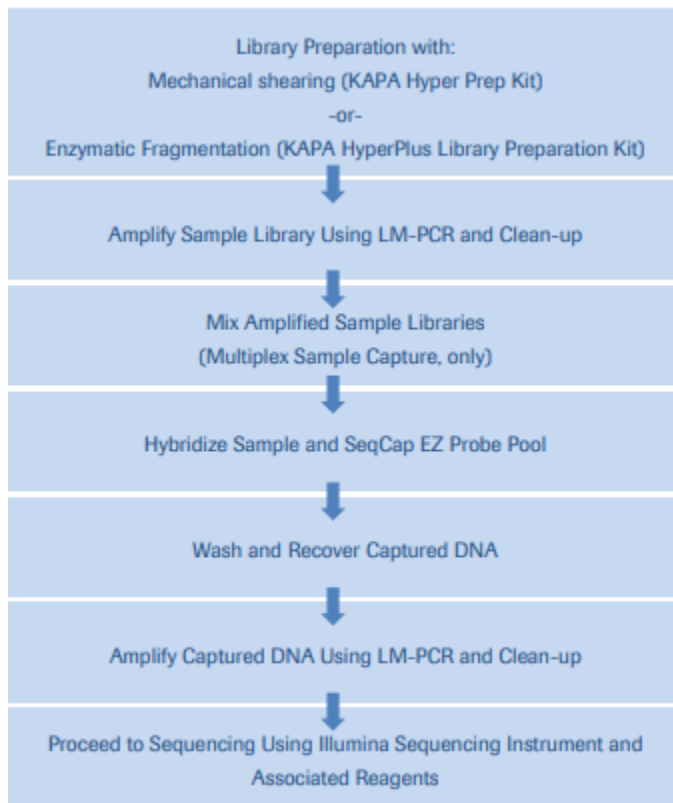 Library Preparation with:
Mechanical shearing (KAPA Hyper Prep Kit)
-or-
Enzymatic Fragmentation (KAPA HyperPlus Library Preparation Kit)
Amplify Sample Library Using LM-PCR and Clean-up
Mix Amplified Sample Libraries
(Multiplex Sample Capture, only)
Hybridize Sample and SeqCap EZ Probe Pool
Wash and Recover Captured DNA
Amplify Captured DNA Using LM-PCR and Clean-up
Proceed to Sequencing Using Illumina Sequencing Instrument and
Associated Reagents